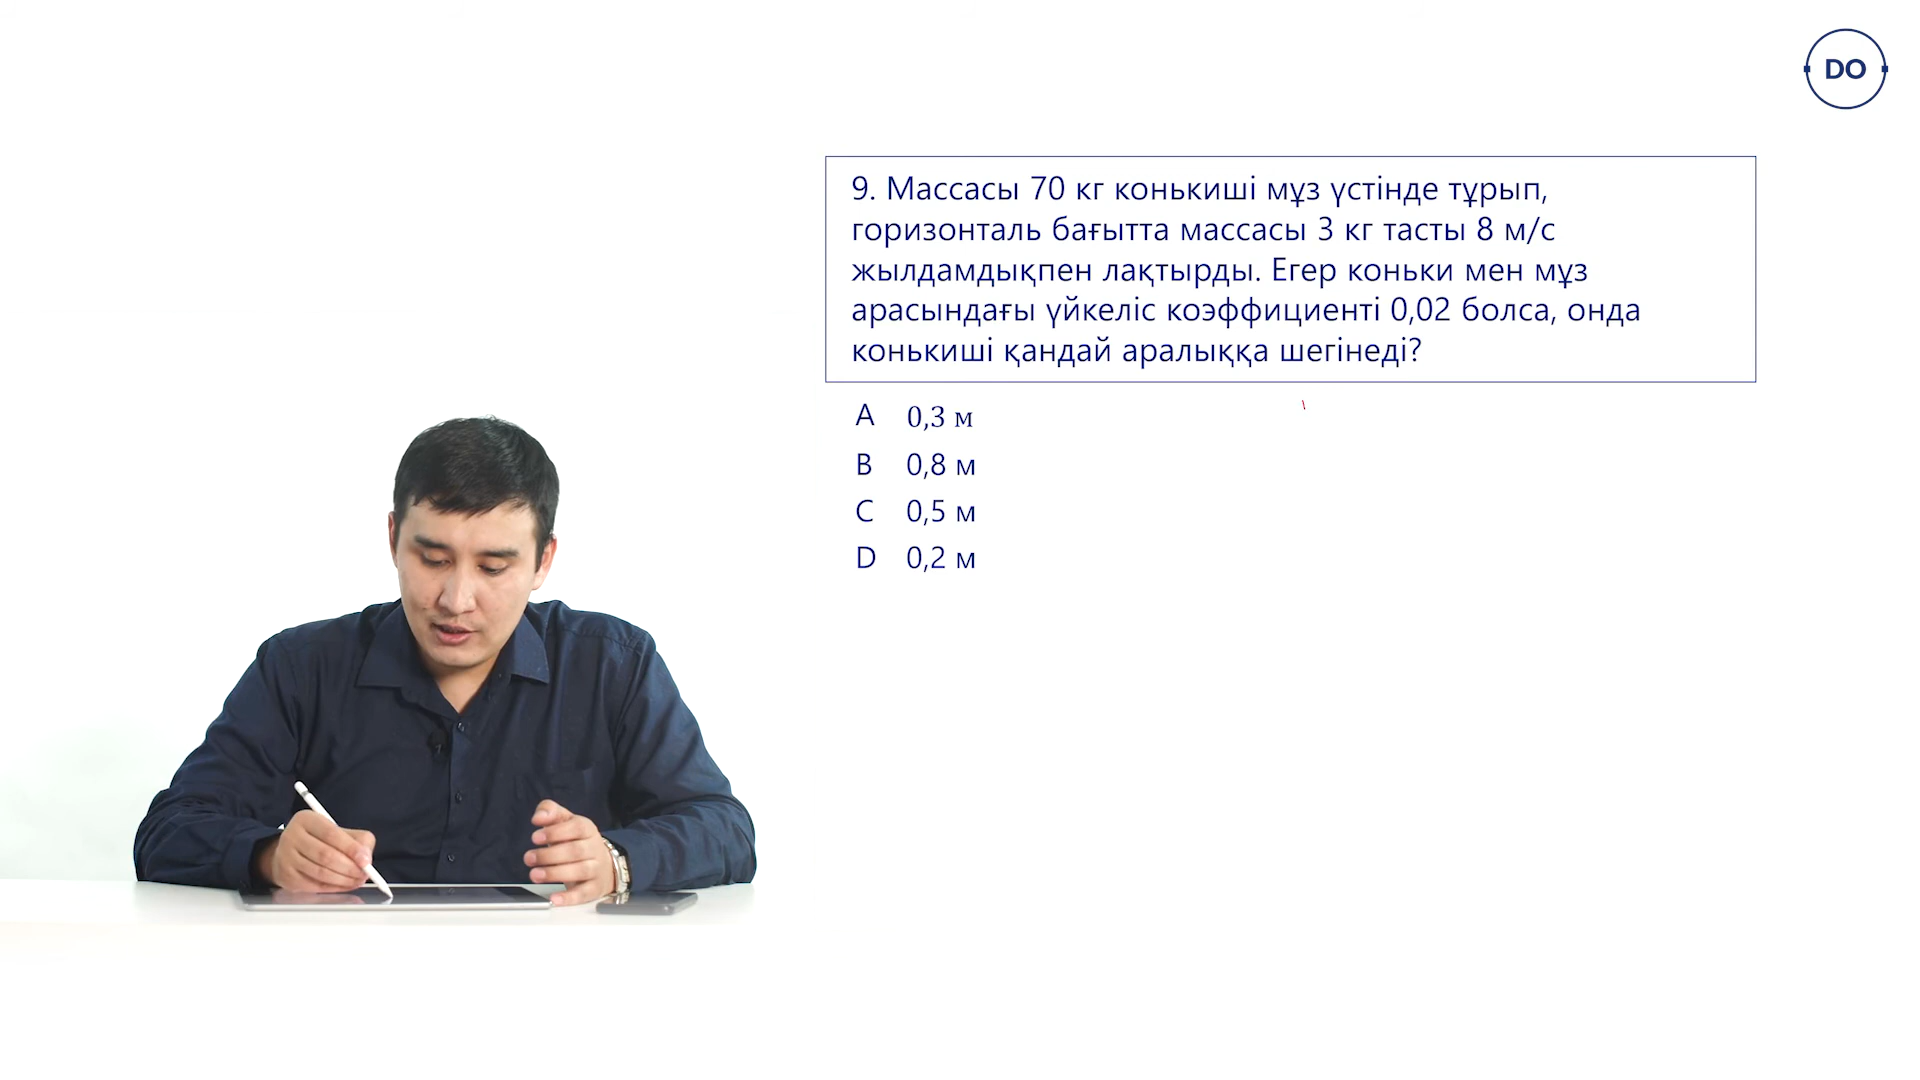 DO
9. Массасы 70 кг конькиші мұз үстінде тұрып,
горизонталь бағытта массасы 3 кг тасты 8 м/с
жылдамдықпен лақтырды. Егер коньки мен мұз
арасындағы үйкеліс коэффициенті 0,02 болса, онда
конькиші қандай аралыққа шегінеді?
A 0,3 м
B 0,8 м
C 0,5 м
D 0,2 м